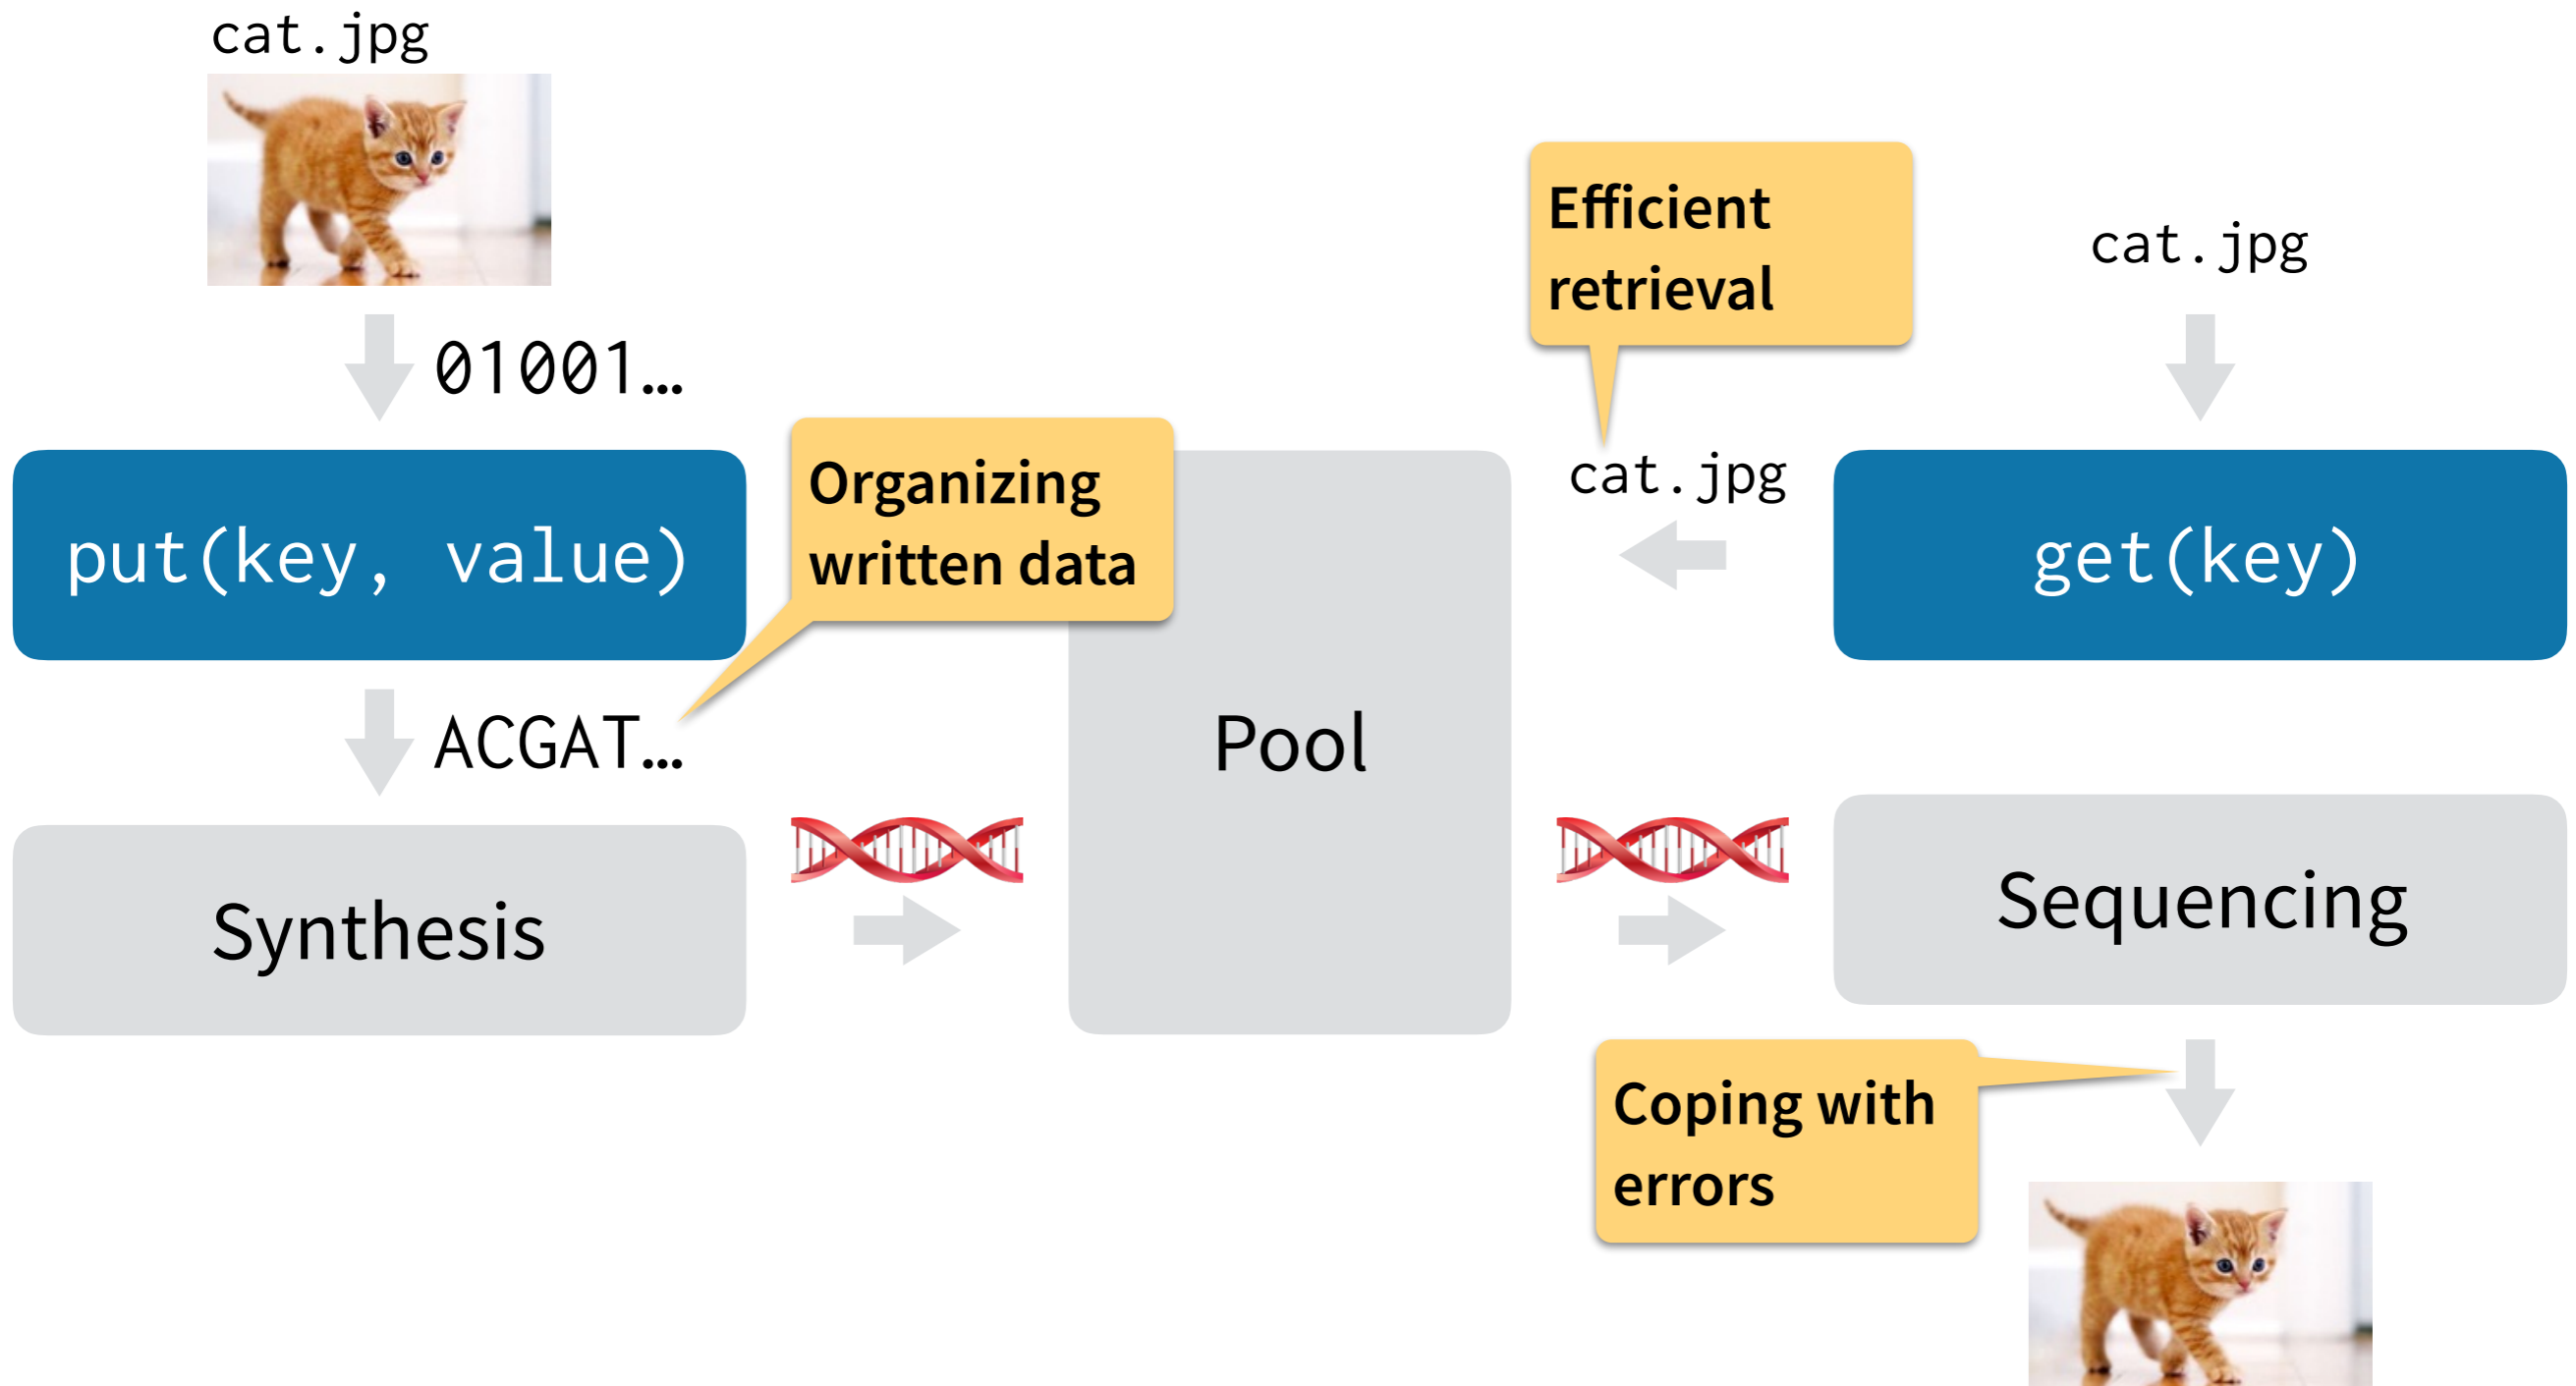 cat.jpg
01001…
put(key, value)
ACGAT…
Synthesis
Organizing
written data
Pool
Efficient
retrieval
cat.jpg
cat.jpg
get(key)
Sequencing
Coping with
errors